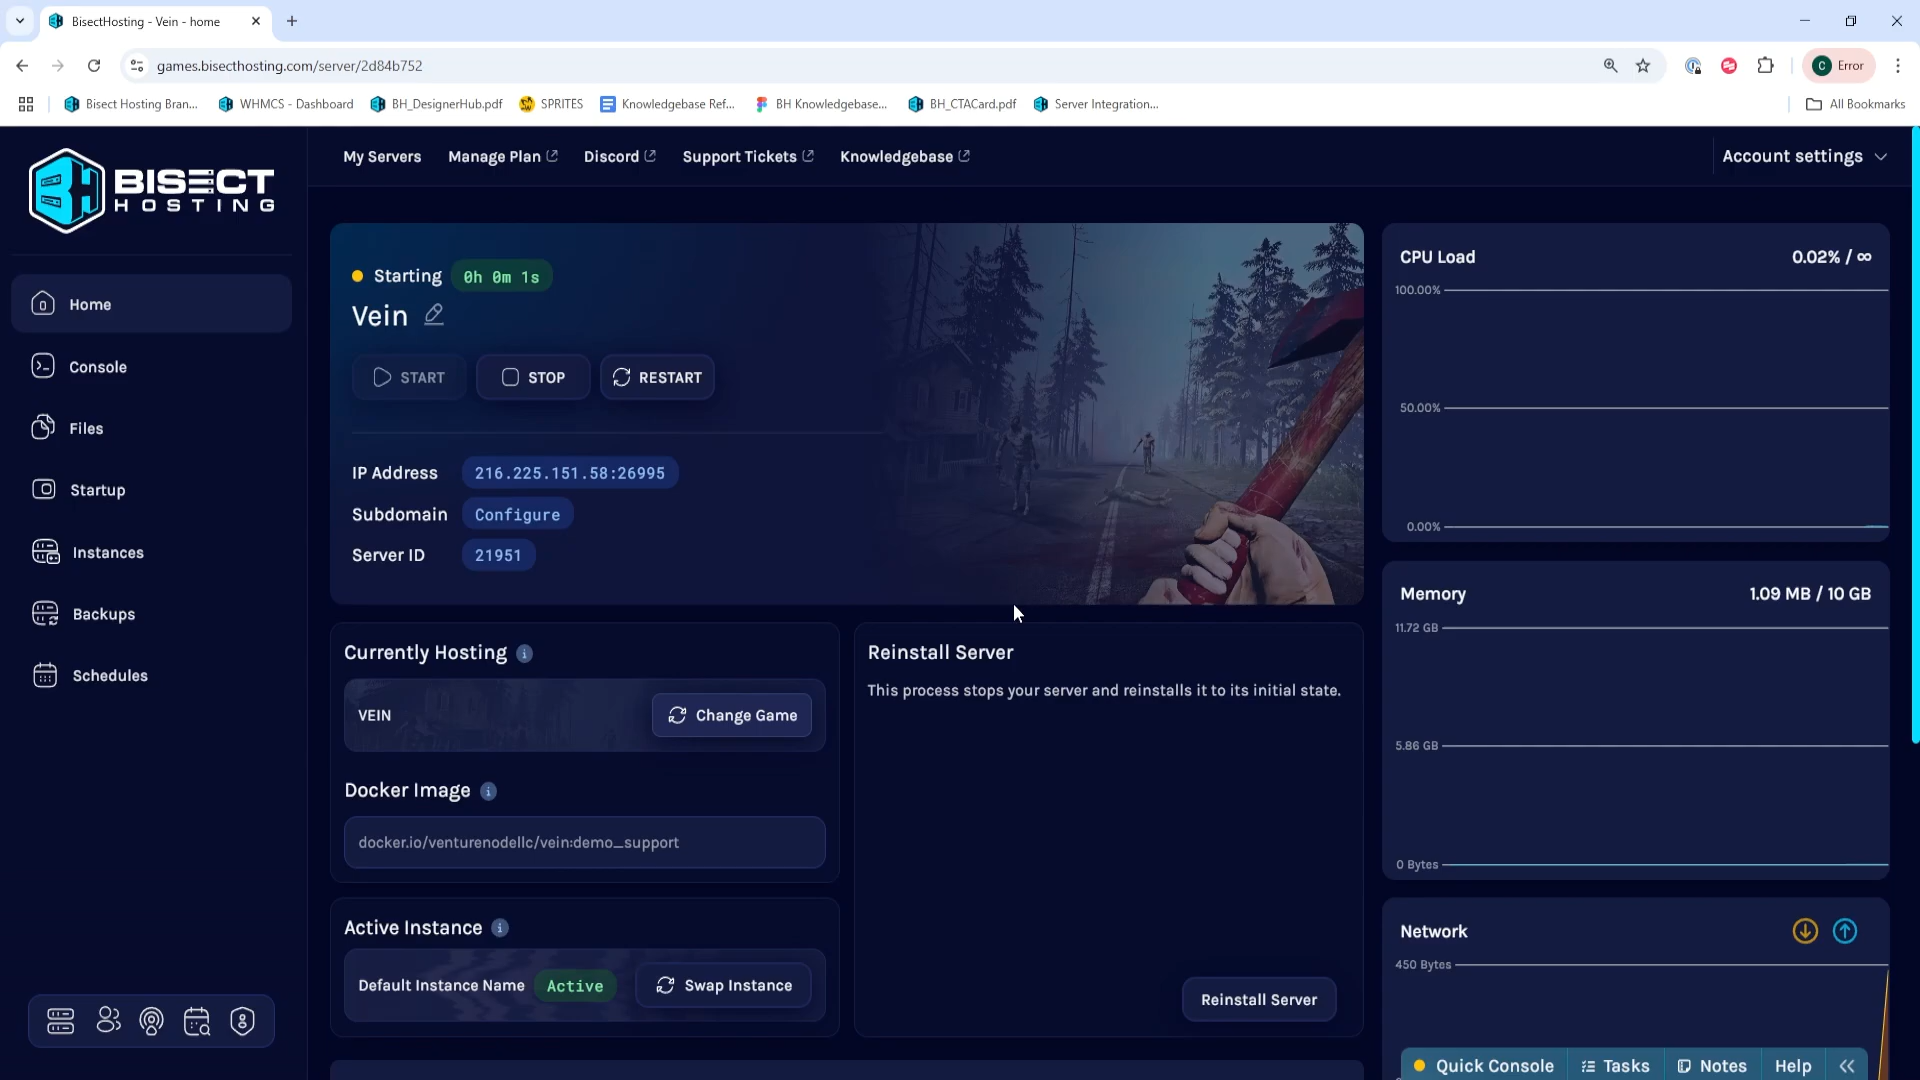 BisectHosting - Vein - home
games.bisecthosting.com/server/2d84b752
Error
Bisect Hosting Bran...
WHMCS - Dashboard
BH_DesignerHub.pdf
SPRITES
Knowledgebase Ref...
BH Knowledgebase...
BH_CTACard.pdf
Server Integration...
All Bookmarks
BISECT
HOSTING
My Servers
Manage Plan
Discord
Support Tickets
Knowledgebase
Account settings
Home
Console
Files
Startup
Instances
Backups
Schedules
Starting 0h 0m 1s
Vein
START
STOP
RESTART
IP Address 216.225.151.58:26995
Subdomain Configure
Server ID 21951
Currently Hosting
VEIN
Change Game
Docker Image
docker.io/venturenodellc/vein:demo_support
Active Instance
Default Instance Name Active
Swap Instance
Reinstall Server
This process stops your server and reinstalls it to its initial state.
Reinstall Server
CPU Load 0.02% / ∞
100.00%
50.00%
0.00%
Memory 1.09 MB / 10 GB
11.72 GB
5.86 GB
0 Bytes
Network
450 Bytes
Quick Console
Tasks
Notes
Help